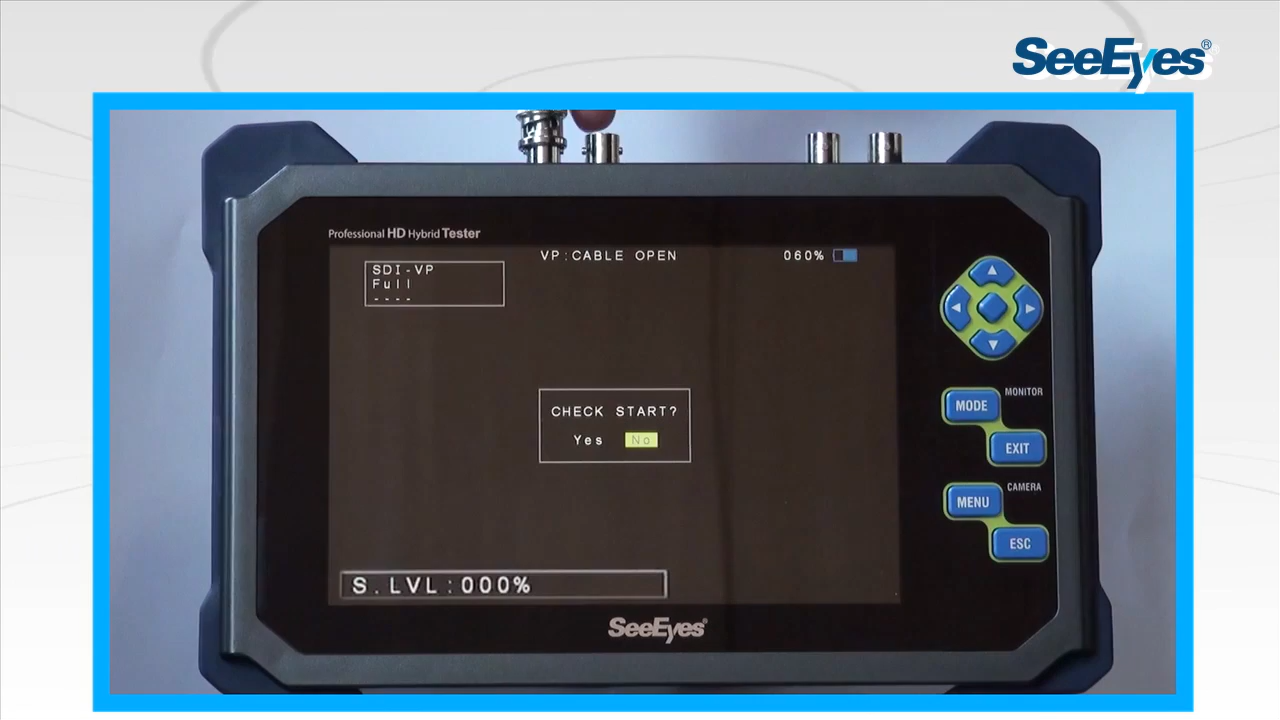 SeeEyes®
Professional HD Hybrid Tester
VP:CABLE OPEN
060%
SDI-VP
Full
----
CHECK START?
Yes No
S.LVL:000%
SeeEyes®
MONITOR
MODE
EXIT
CAMERA
MENU
ESC